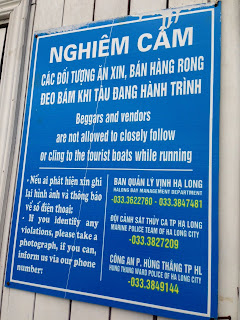 NGHIÊM CẤM
CÁC ĐỐI TƯỢNG ĂN XIN, BÁN HÀNG RONG
ĐEO BÁM KHI TÀU ĐANG HÀNH TRÌNH
Beggars and vendors
are not allowed to closely follow
or cling to the tourist boats while running
- Nếu ai phát hiện xin ghi
lại hình ảnh và thông báo
về số điện thoại:
- If you identify any
violations, please take a
photograph, if you can,
inform us via our phone
number:
BAN QUẢN LÝ VỊNH HẠ LONG
HALONG BAY MANAGEMENT DEPARTMENT
-033.3622760 -033.3847481
ĐỘI CẢNH SÁT THỦY CA TP HẠ LONG
MARINE POLICE TEAM OF HA LONG CITY
-033.3827209
CÔNG AN P. HÙNG THẮNG TP HL
HUNG THANG WARD POLICE OF HA LONG CITY
-033.3849144